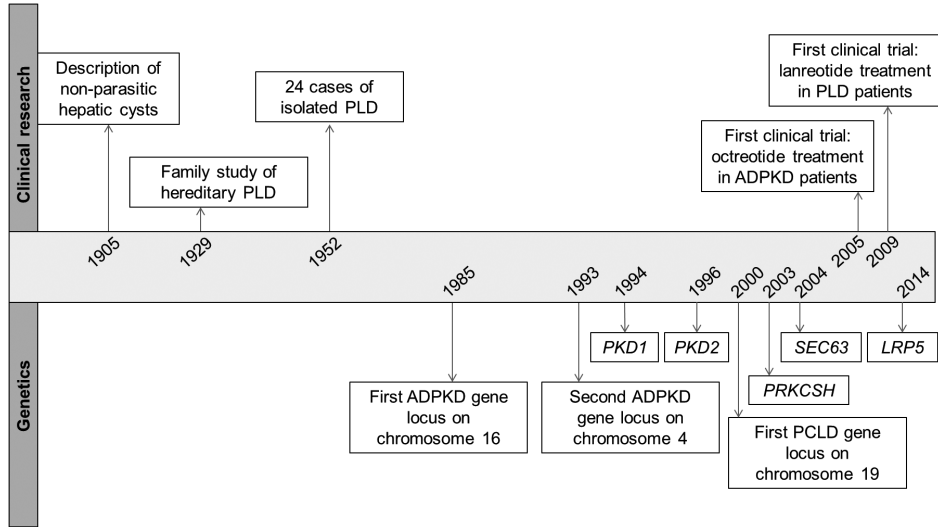 Clinical research
Description of
non-parasitic
hepatic cysts
Family study of
hereditary PLD
24 cases of
isolated PLD
First clinical trial:
octreotide treatment
in ADPKD patients
First clinical trial:
lanreotide treatment
in PLD patients
1905
1929
1952
1985
1993
1994
1996
2000
2003
2004
2005
2009
2014
Genetics
First ADPKD gene
locus on
chromosome 16
Second ADPKD
gene locus on
chromosome 4
PKD1
PKD2
First PCLD gene
locus on
chromosome 19
PRKCSH
SEC63
LRP5